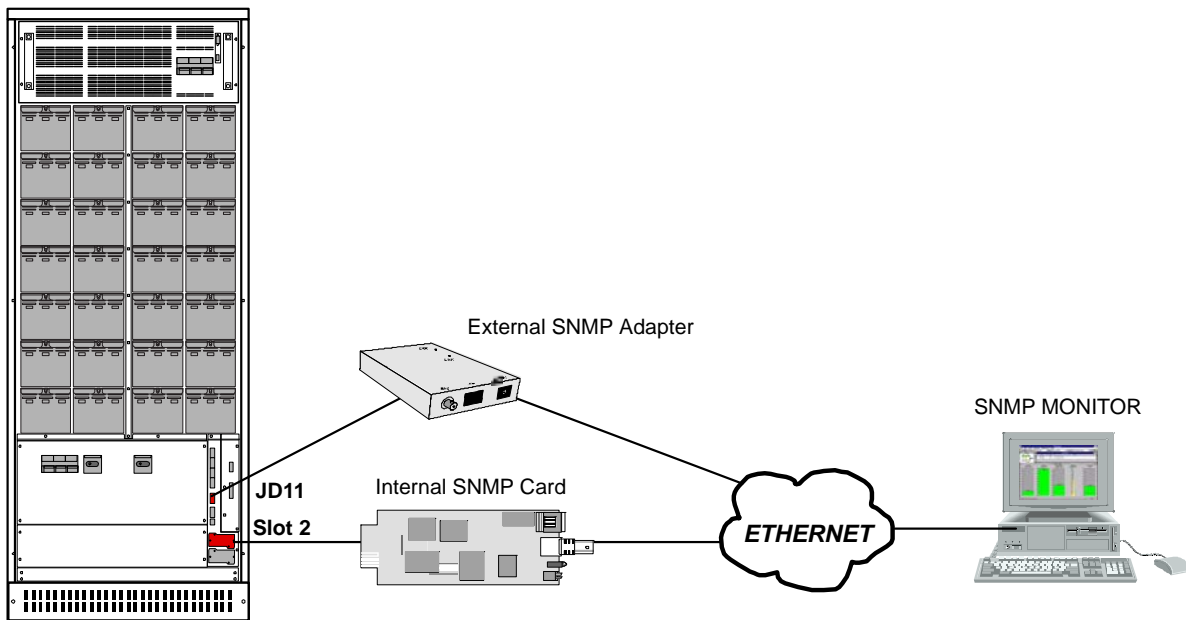 External SNMP Adapter
SNMP MONITOR
JD11
Internal SNMP Card
Slot 2
ETHERNET